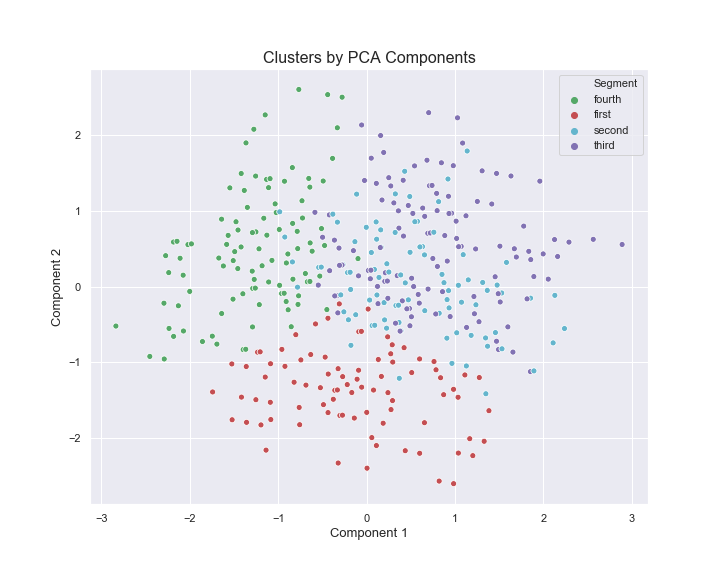 Clusters by PCA Components
Segment
fourth
first
second
third
2
1
0
−1
−2
Component 2
−3
−2
−1
0
1
2
3
Component 1